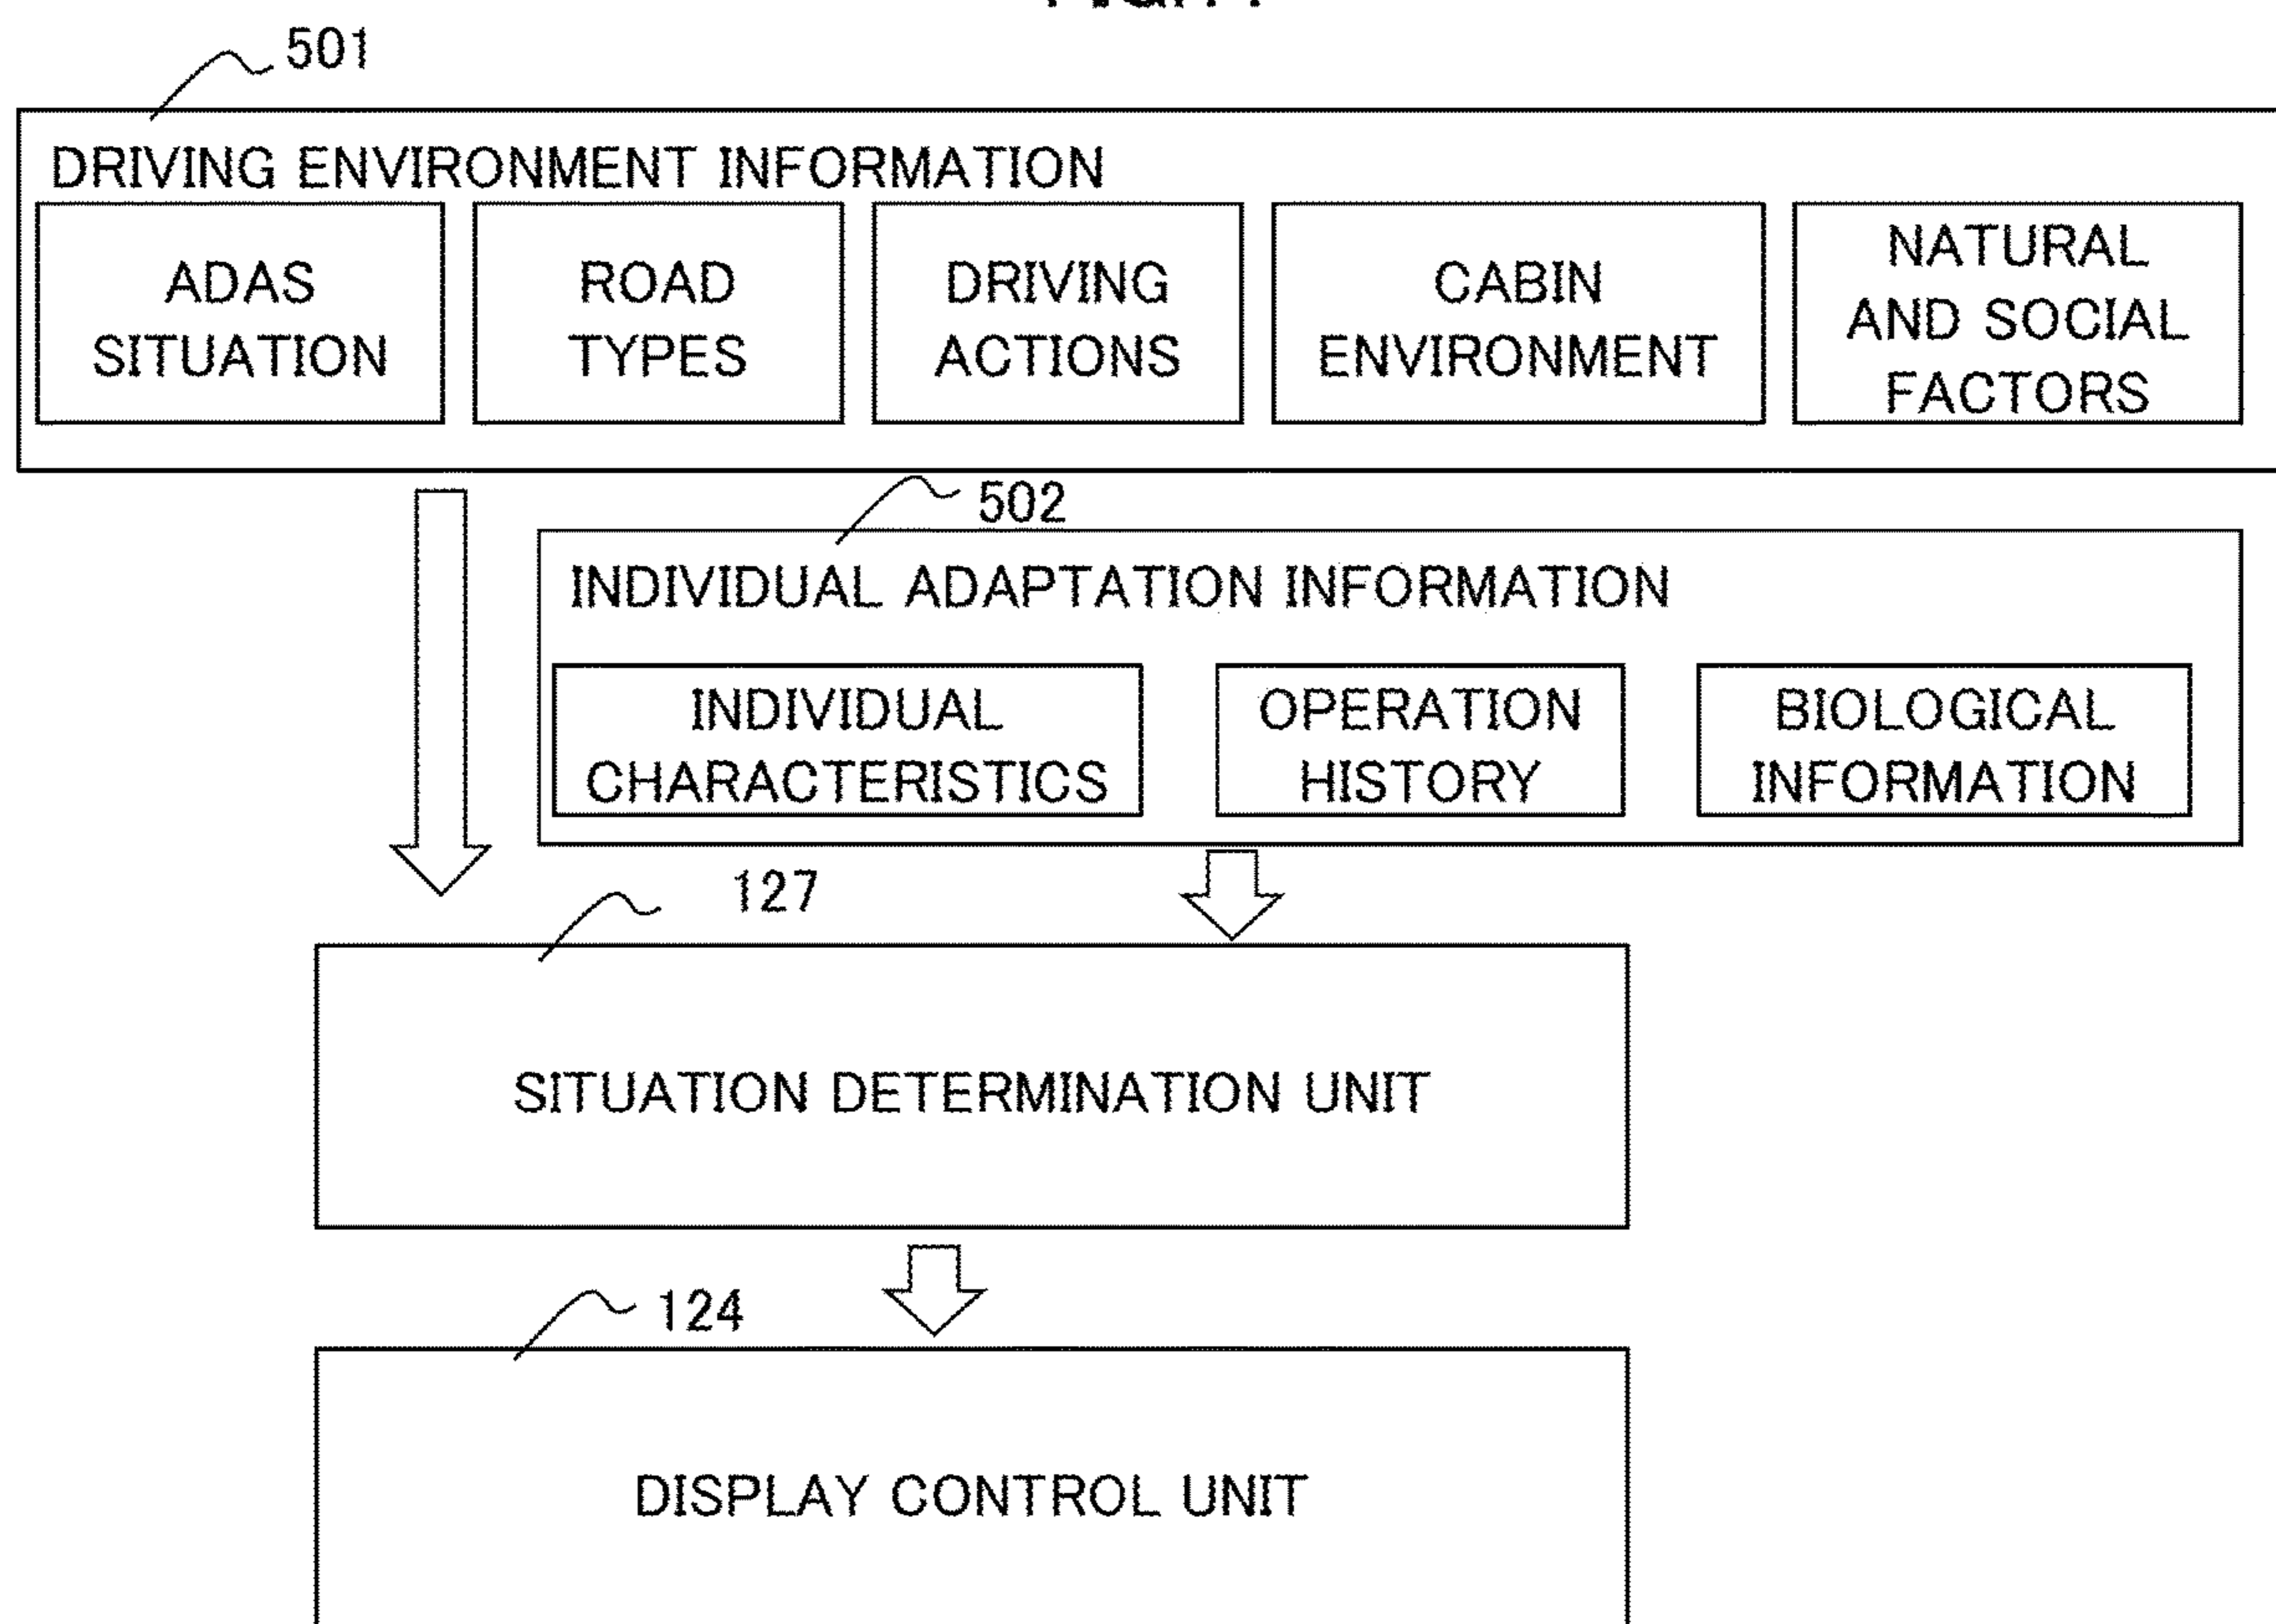 501
DRIVING ENVIRONMENT INFORMATION
ADAS
SITUATION
ROAD
TYPES
DRIVING
ACTIONS
CABIN
ENVIRONMENT
NATURAL
AND SOCIAL
FACTORS
502
INDIVIDUAL ADAPTATION INFORMATION
INDIVIDUAL
CHARACTERISTICS
OPERATION
HISTORY
BIOLOGICAL
INFORMATION
127
SITUATION DETERMINATION UNIT
124
DISPLAY CONTROL UNIT